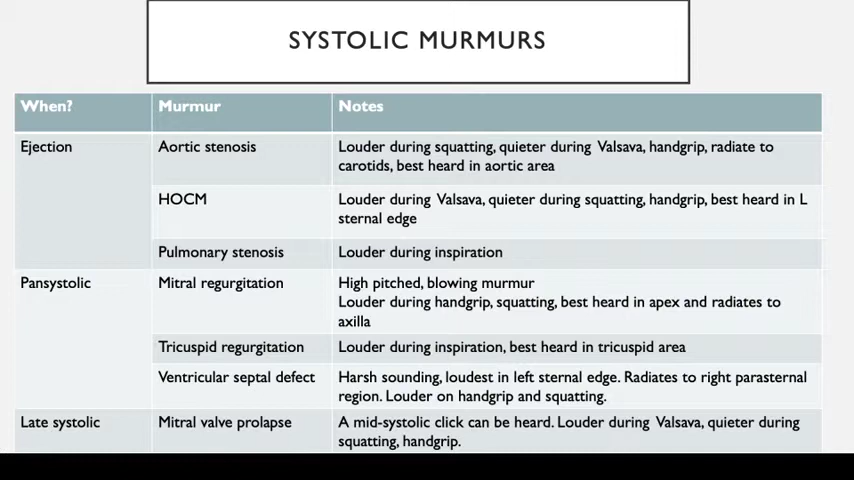 SYSTOLIC MURMURS
When? Murmur Notes
Ejection Aortic stenosis Louder during squatting, quieter during Valsava, handgrip, radiate to
carotids, best heard in aortic area
HOCM Louder during Valsava, quieter during squatting, handgrip, best heard in L
sternal edge
Pulmonary stenosis Louder during inspiration
Pansystolic Mitral regurgitation High pitched, blowing murmur
Louder during handgrip, squatting, best heard in apex and radiates to
axilla
Tricuspid regurgitation Louder during inspiration, best heard in tricuspid area
Ventricular septal defect Harsh sounding, loudest in left sternal edge. Radiates to right parasternal
region. Louder on handgrip and squatting.
Late systolic Mitral valve prolapse A mid-systolic click can be heard. Louder during Valsava, quieter during
squatting, handgrip.